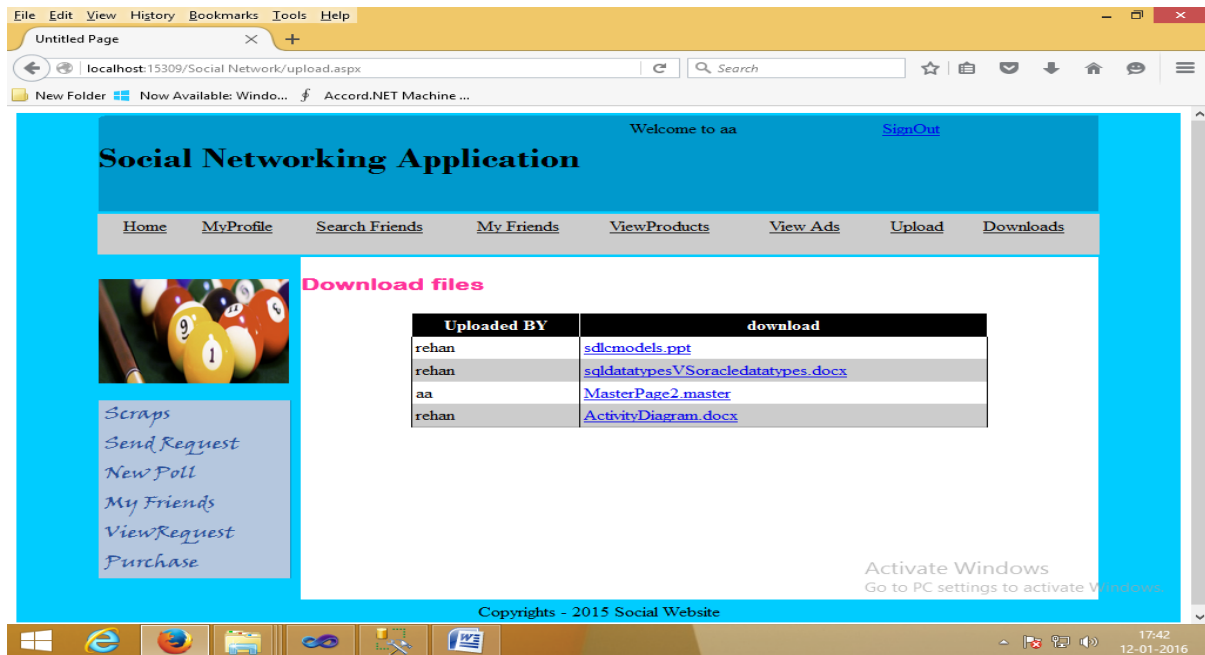 File Edit View History Bookmarks Tools Help
Untitled Page
localhost:15309/Social Network/upload.aspx
Search
New Folder Now Available: Windo... Accord.NET Machine ...
Welcome to aa SignOut
Social Networking Application
Home MyProfile Search Friends My Friends ViewProducts View Ads Upload Downloads
Download files
Uploaded BY download
rehan sdlcmodels.ppt
rehan sqldatatypesVSoracledatatypes.docx
aa MasterPage2.master
rehan ActivityDiagram.docx
9
1
Scraps
Send Request
New Poll
My Friends
ViewRequest
Purchase
Activate Windows
Go to PC settings to activate Windows.
Copyrights - 2015 Social Website
17:42
12-01-2016